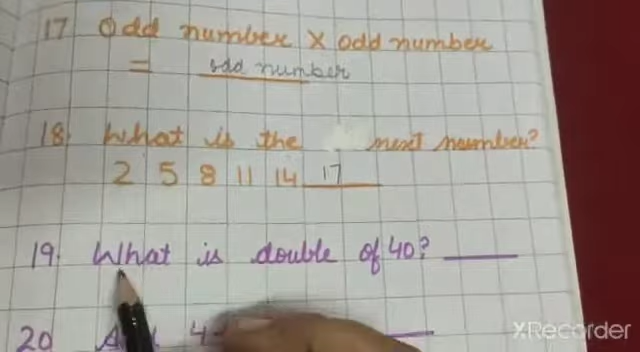 17 Odd number x odd number
= odd number
18. What is the next number?
2 5 8 11 14 17
19. What is double of 40?
20
XRecorder